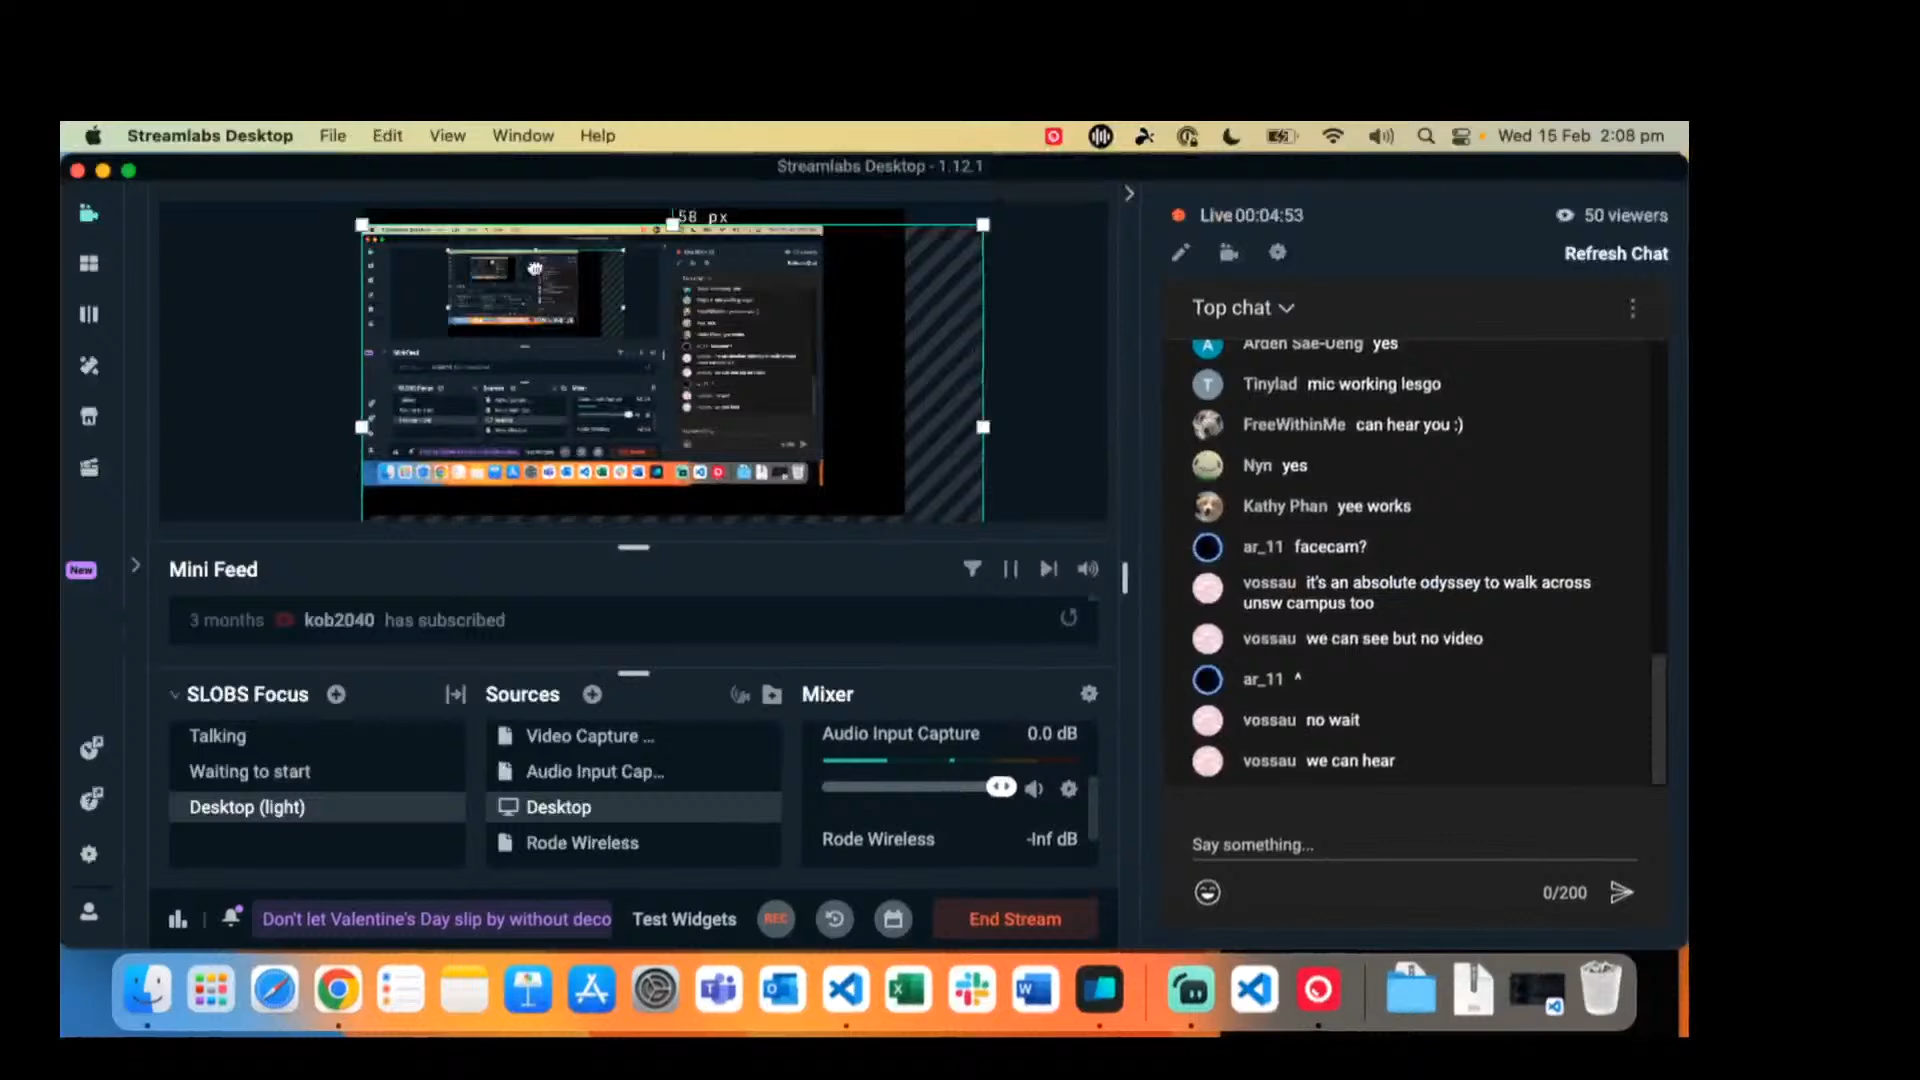 Streamlabs Desktop File Edit View Window Help
Wed 15 Feb 2:08 pm
Streamlabs Desktop - 1.12.1
58 px
Live 00:04:53
50 viewers
Refresh Chat
Top chat
Arden Sae-Ueng yes
T Tinylad mic working lesgo
FreeWithinMe can hear you :)
Nyn yes
Kathy Phan yee works
ar_11 facecam?
vossau it's an absolute odyssey to walk across
unsw campus too
vossau we can see but no video
ar_11 ^
vossau no wait
vossau we can hear
Say something...
0/200
New
Mini Feed
3 months kob2040 has subscribed
SLOBS Focus
Talking
Waiting to start
Desktop (light)
Sources
Video Capture ...
Audio Input Cap...
Desktop
Rode Wireless
Mixer
Audio Input Capture 0.0 dB
Rode Wireless -Inf dB
Don't let Valentine's Day slip by without deco
Test Widgets
REC
End Stream